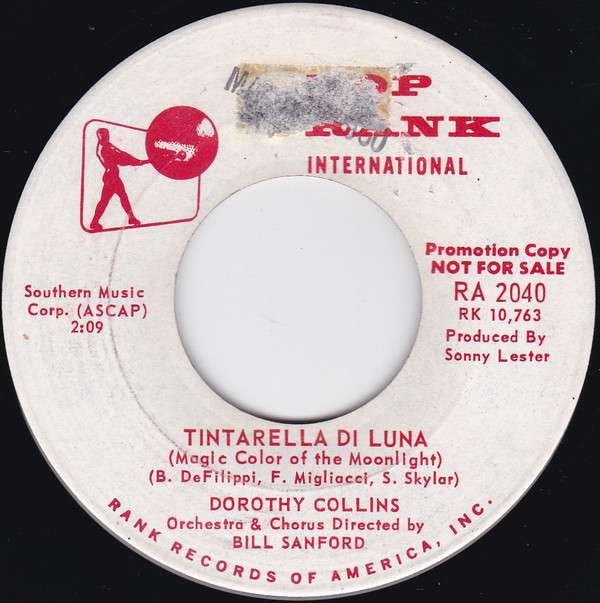 TOP
RANK
INTERNATIONAL
Promotion Copy
NOT FOR SALE
RA 2040
RK 10,763
Produced By
Sonny Lester
Southern Music
Corp. (ASCAP)
2:09
TINTARELLA DI LUNA
(Magic Color of the Moonlight)
(B. DeFilippi, F. Migliacci, S. Skylar)
DOROTHY COLLINS
Orchestra & Chorus Directed by
BILL SANFORD
RANK RECORDS OF AMERICA, INC.